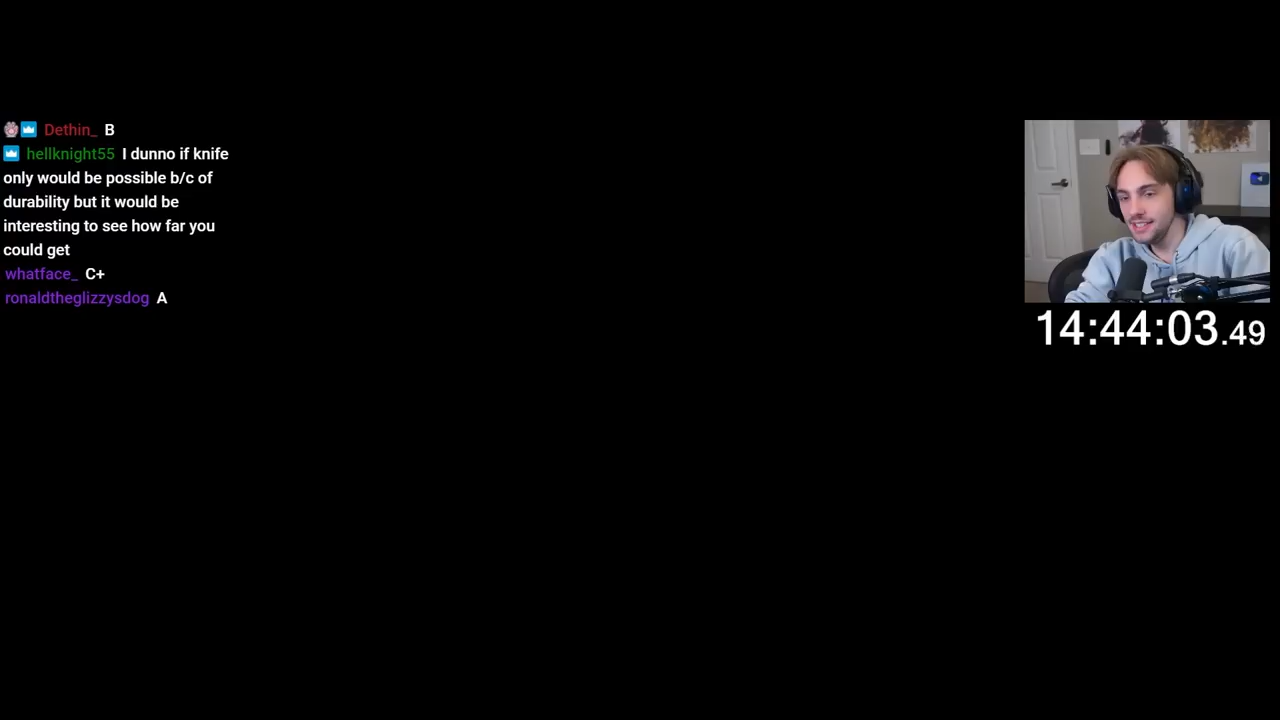 Dethin_ B
hellknight55 I dunno if knife
only would be possible b/c of
durability but it would be
interesting to see how far you
could get
whatface_ C+
ronaldtheglizzysdog A
14:44:03.49